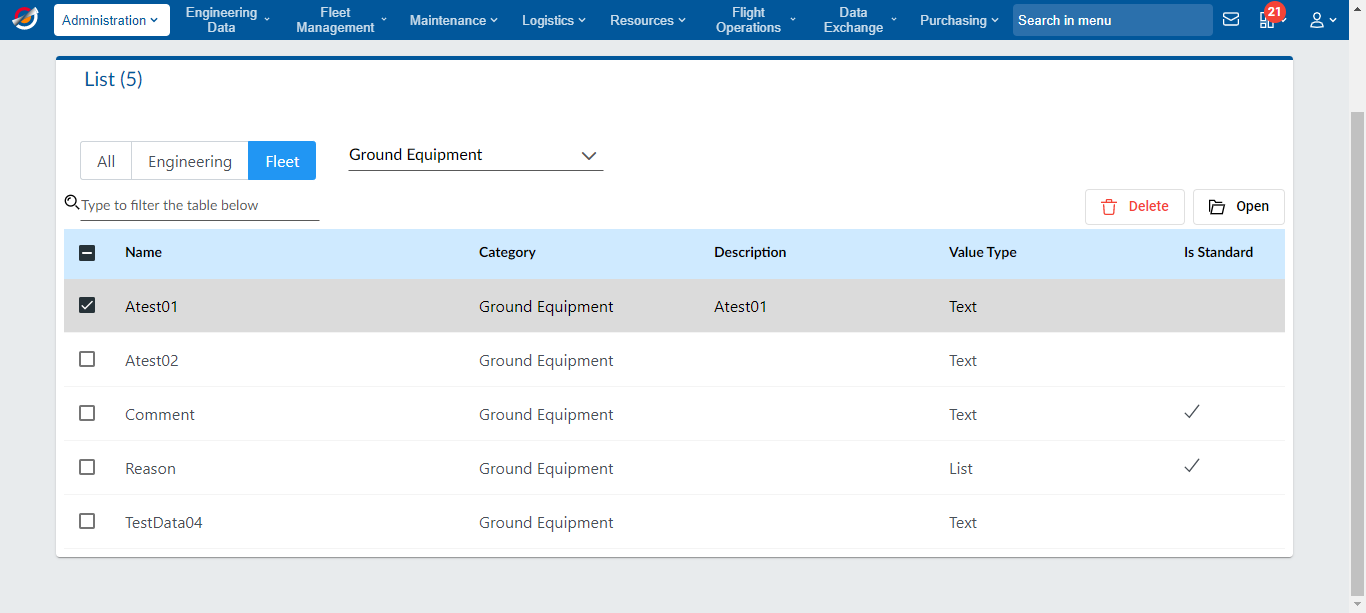 Administration
Engineering
Data
Fleet
Management
Maintenance
Logistics
Resources
Flight
Operations
Data
Exchange
Purchasing
Search in menu
21
List (5)
All
Engineering
Fleet
Ground Equipment
Type to filter the table below
Delete
Open
Name Category Description Value Type Is Standard
Atest01 Ground Equipment Atest01 Text
Atest02 Ground Equipment Text
Comment Ground Equipment Text
Reason Ground Equipment List
TestData04 Ground Equipment Text